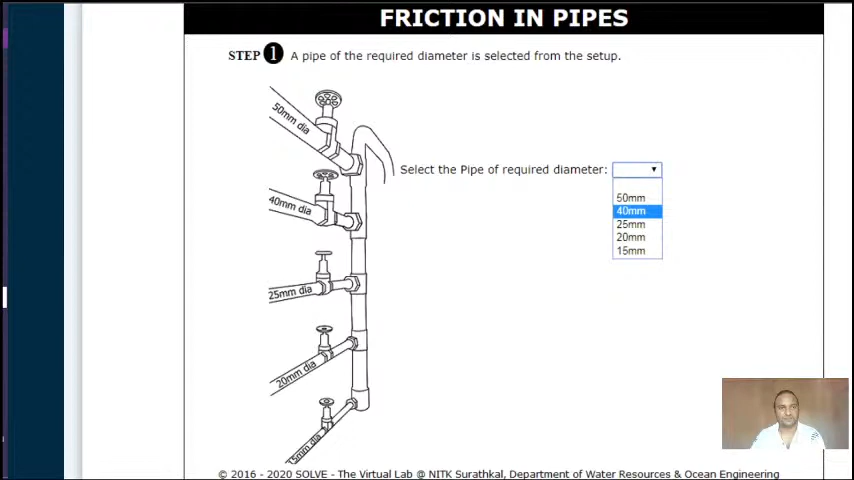 FRICTION IN PIPES
STEP 1 A pipe of the required diameter is selected from the setup.
50mm dia
Select the Pipe of required diameter:
50mm
40mm
25mm
20mm
15mm
40mm dia
25mm dia
20mm dia
5mm dia
© 2016 - 2020 SOLVE - The Virtual Lab @ NITK Surathkal, Department of Water Resources & Ocean Engineering